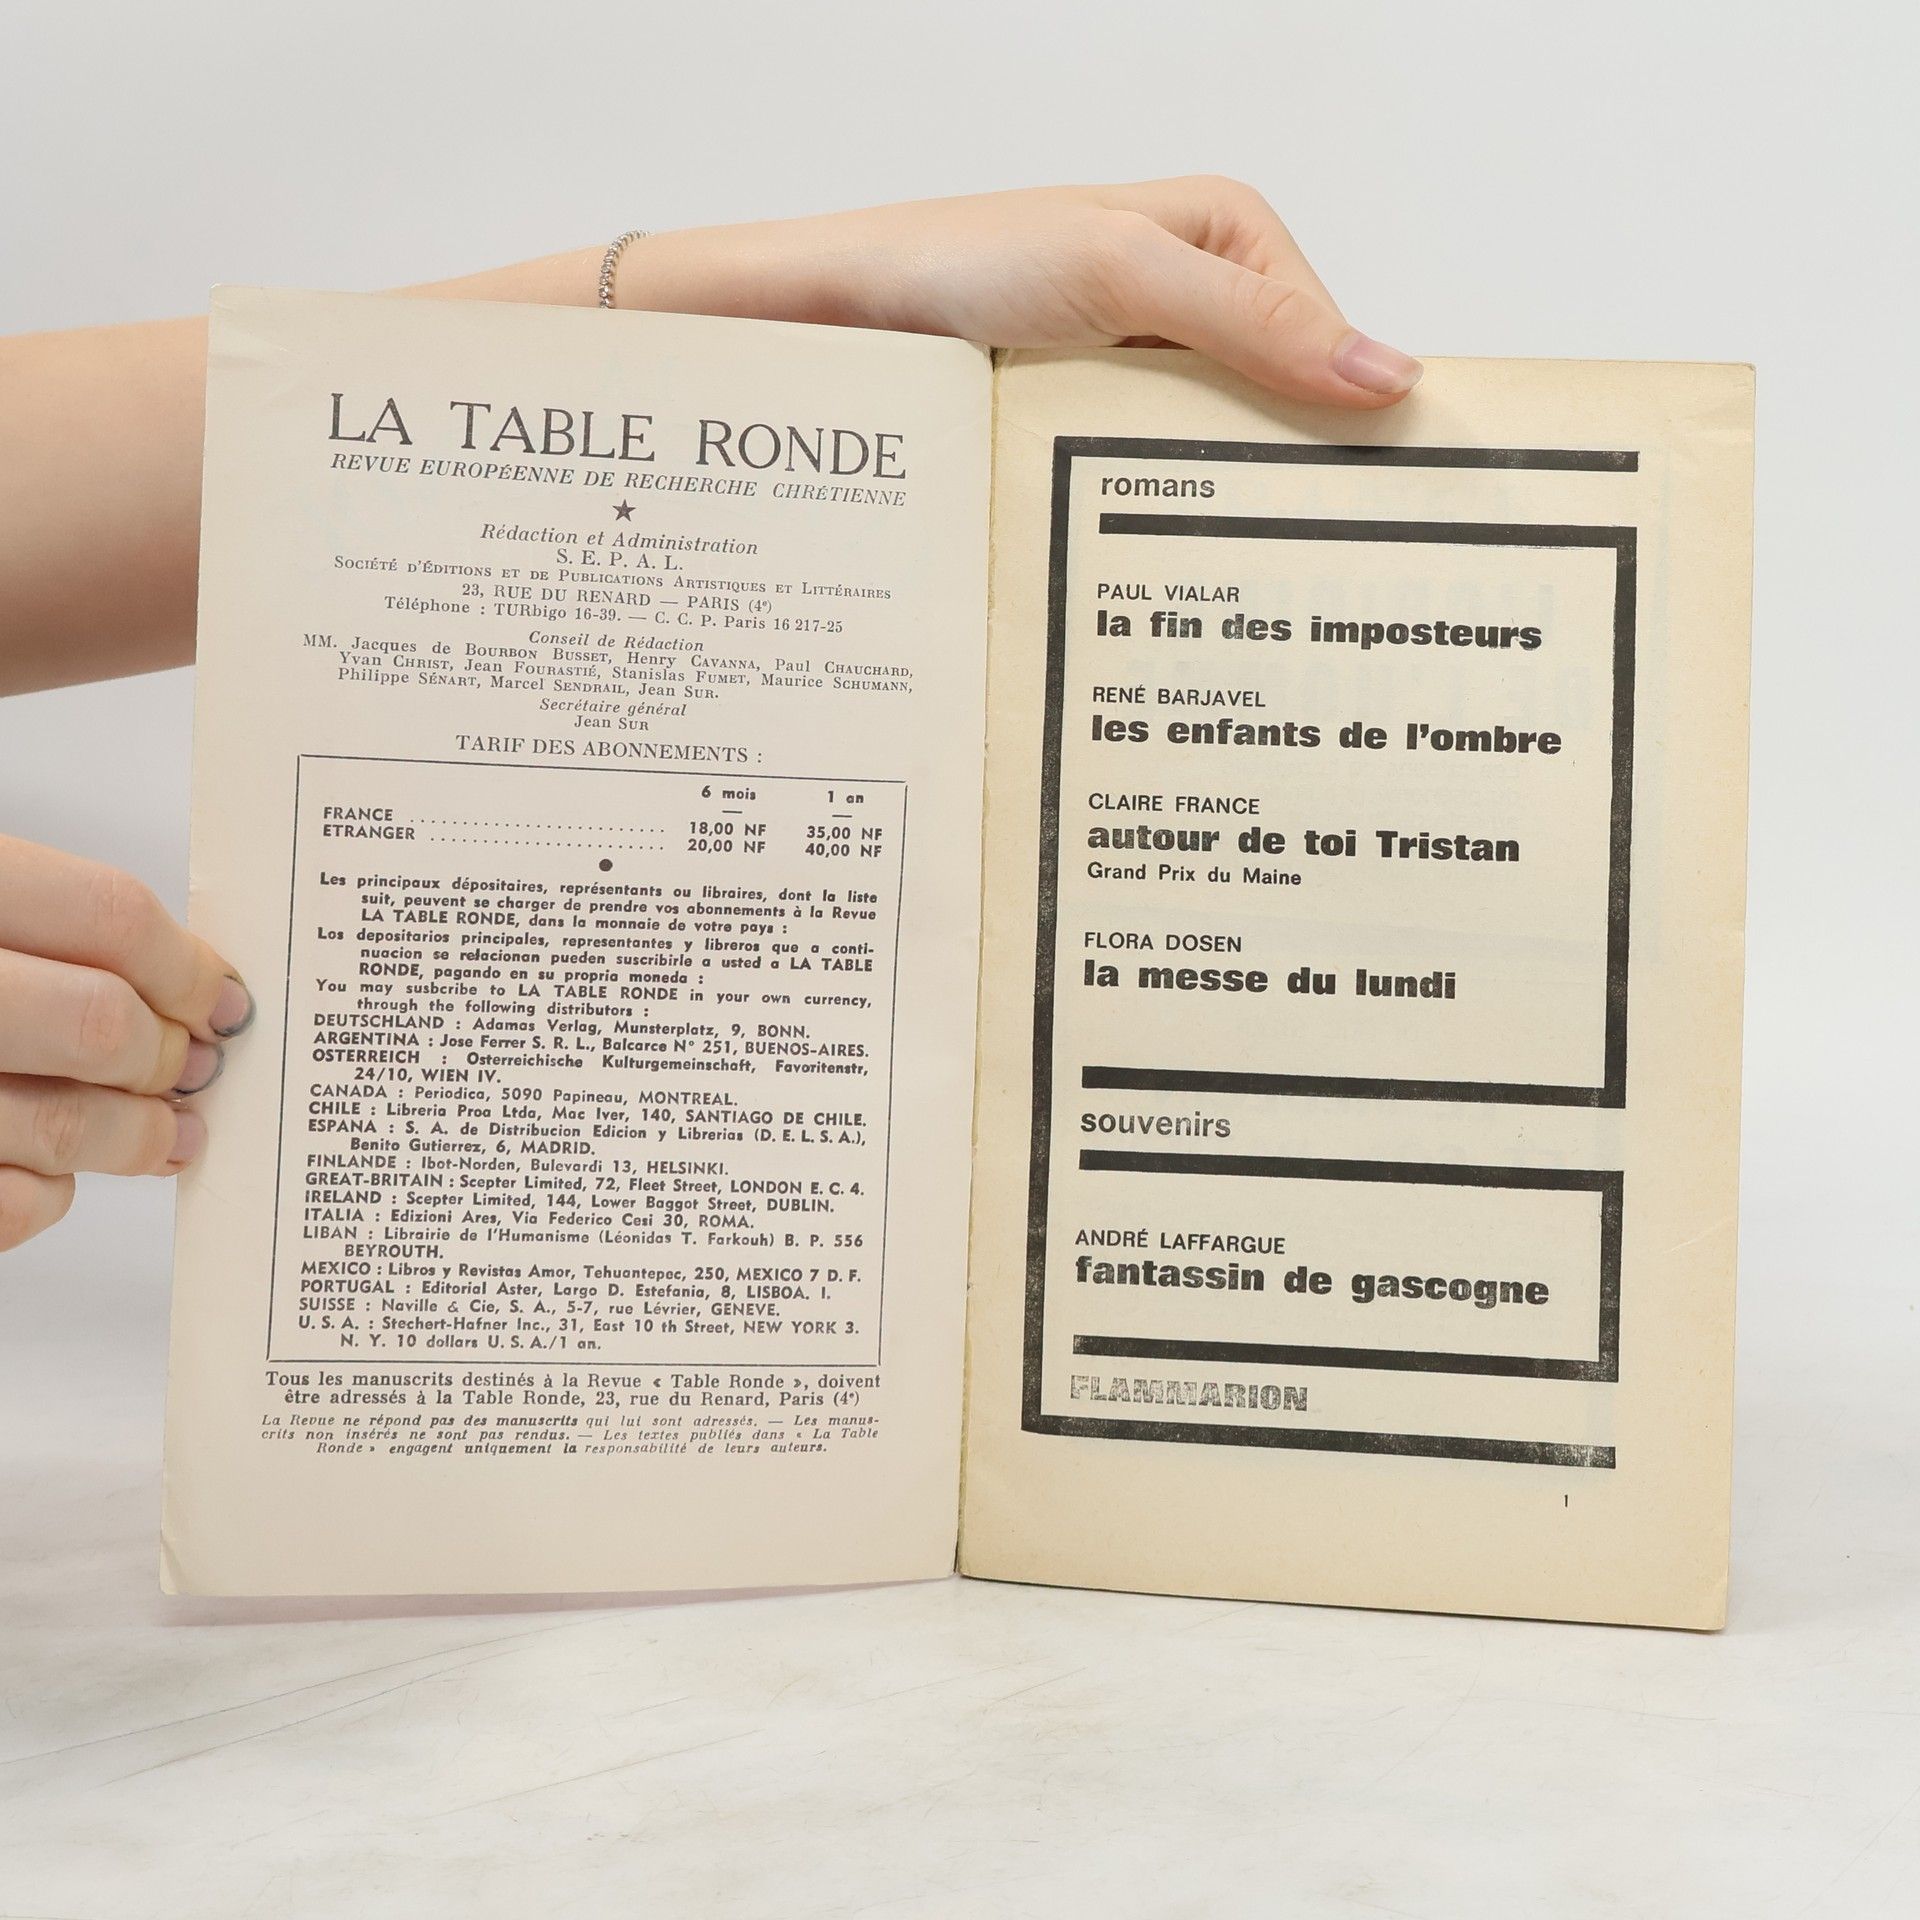 LA TABLE RONDE
REVUE EUROPÉENNE DE RECHERCHE CHRÉTIENNE
★
Rédaction et Administration
S. E. P. A. L.
SOCIÉTÉ D'ÉDITIONS ET DE PUBLICATIONS ARTISTIQUES ET LITTÉRAIRES
23, RUE DU RENARD — PARIS (4e)
Téléphone : TURbigo 16-39. — C. C. P. Paris 16 217-25
Conseil de Rédaction
MM. Jacques de BOURBON BUSSET, Henry CAVANNA, Paul CHAUCHARD,
Yvan CHRIST, Jean FOURASTIÉ, Stanislas FUMET, Maurice SCHUMANN,
Philippe SÉNART, Marcel SENDRAIL, Jean SUR.
Secrétaire général
Jean SUR
TARIF DES ABONNEMENTS :
6 mois 1 an
FRANCE .......................... 18,00 NF 35,00 NF
ETRANGER ........................ 20,00 NF 40,00 NF
●
Les principaux dépositaires, représentants ou libraires, dont la liste
suit, peuvent se charger de prendre vos abonnements à la Revue
LA TABLE RONDE, dans la monnaie de votre pays :
Los depositarios principales, representantes y libreros que a conti-
nuacion se relacionan pueden suscribirle a usted a LA TABLE
RONDE, pagando en su propria moneda :
You may susbcribe to LA TABLE RONDE in your own currency,
through the following distributors :
DEUTSCHLAND : Adamas Verlag, Munsterplatz, 9, BONN.
ARGENTINA : Jose Ferrer S. R. L., Balcarce N° 251, BUENOS-AIRES.
OSTERREICH : Osterreichische Kulturgemeinschaft, Favoritenstr,
24/10, WIEN IV.
CANADA : Periodica, 5090 Papineau, MONTREAL.
CHILE : Libreria Proa Ltda, Mac Iver, 140, SANTIAGO DE CHILE.
ESPANA : S. A. de Distribucion Edicion y Librerias (D. E. L. S. A.),
Benito Gutierrez, 6, MADRID.
FINLANDE : Ibot-Norden, Bulevardi 13, HELSINKI.
GREAT-BRITAIN : Scepter Limited, 72, Fleet Street, LONDON E. C. 4.
IRELAND : Scepter Limited, 144, Lower Baggot Street, DUBLIN.
ITALIA : Edizioni Ares, Via Federico Cesi 30, ROMA.
LIBAN : Librairie de l'Humanisme (Léonidas T. Farkouh) B. P. 556
BEYROUTH.
MEXICO : Libros y Revistas Amor, Tehuantepec, 250, MEXICO 7 D. F.
PORTUGAL : Editorial Aster, Largo D. Estefania, 8, LISBOA. I.
SUISSE : Naville & Cie, S. A., 5-7, rue Lévrier, GENEVE.
U. S. A. : Stechert-Hafner Inc., 31, East 10 th Street, NEW YORK 3.
N. Y. 10 dollars U. S. A./1 an.
Tous les manuscrits destinés à la Revue « Table Ronde », doivent
être adressés à la Table Ronde, 23, rue du Renard, Paris (4e)
La Revue ne répond pas des manuscrits qui lui sont adressés. — Les manus-
crits non insérés ne sont pas rendus. — Les textes publiés dans « La Table
Ronde » engagent uniquement la responsabilité de leurs auteurs.
romans
PAUL VIALAR
la fin des imposteurs
RENÉ BARJAVEL
les enfants de l'ombre
CLAIRE FRANCE
autour de toi Tristan
Grand Prix du Maine
FLORA DOSEN
la messe du lundi
souvenirs
ANDRÉ LAFFARGUE
fantassin de gascogne
FLAMMARION
1